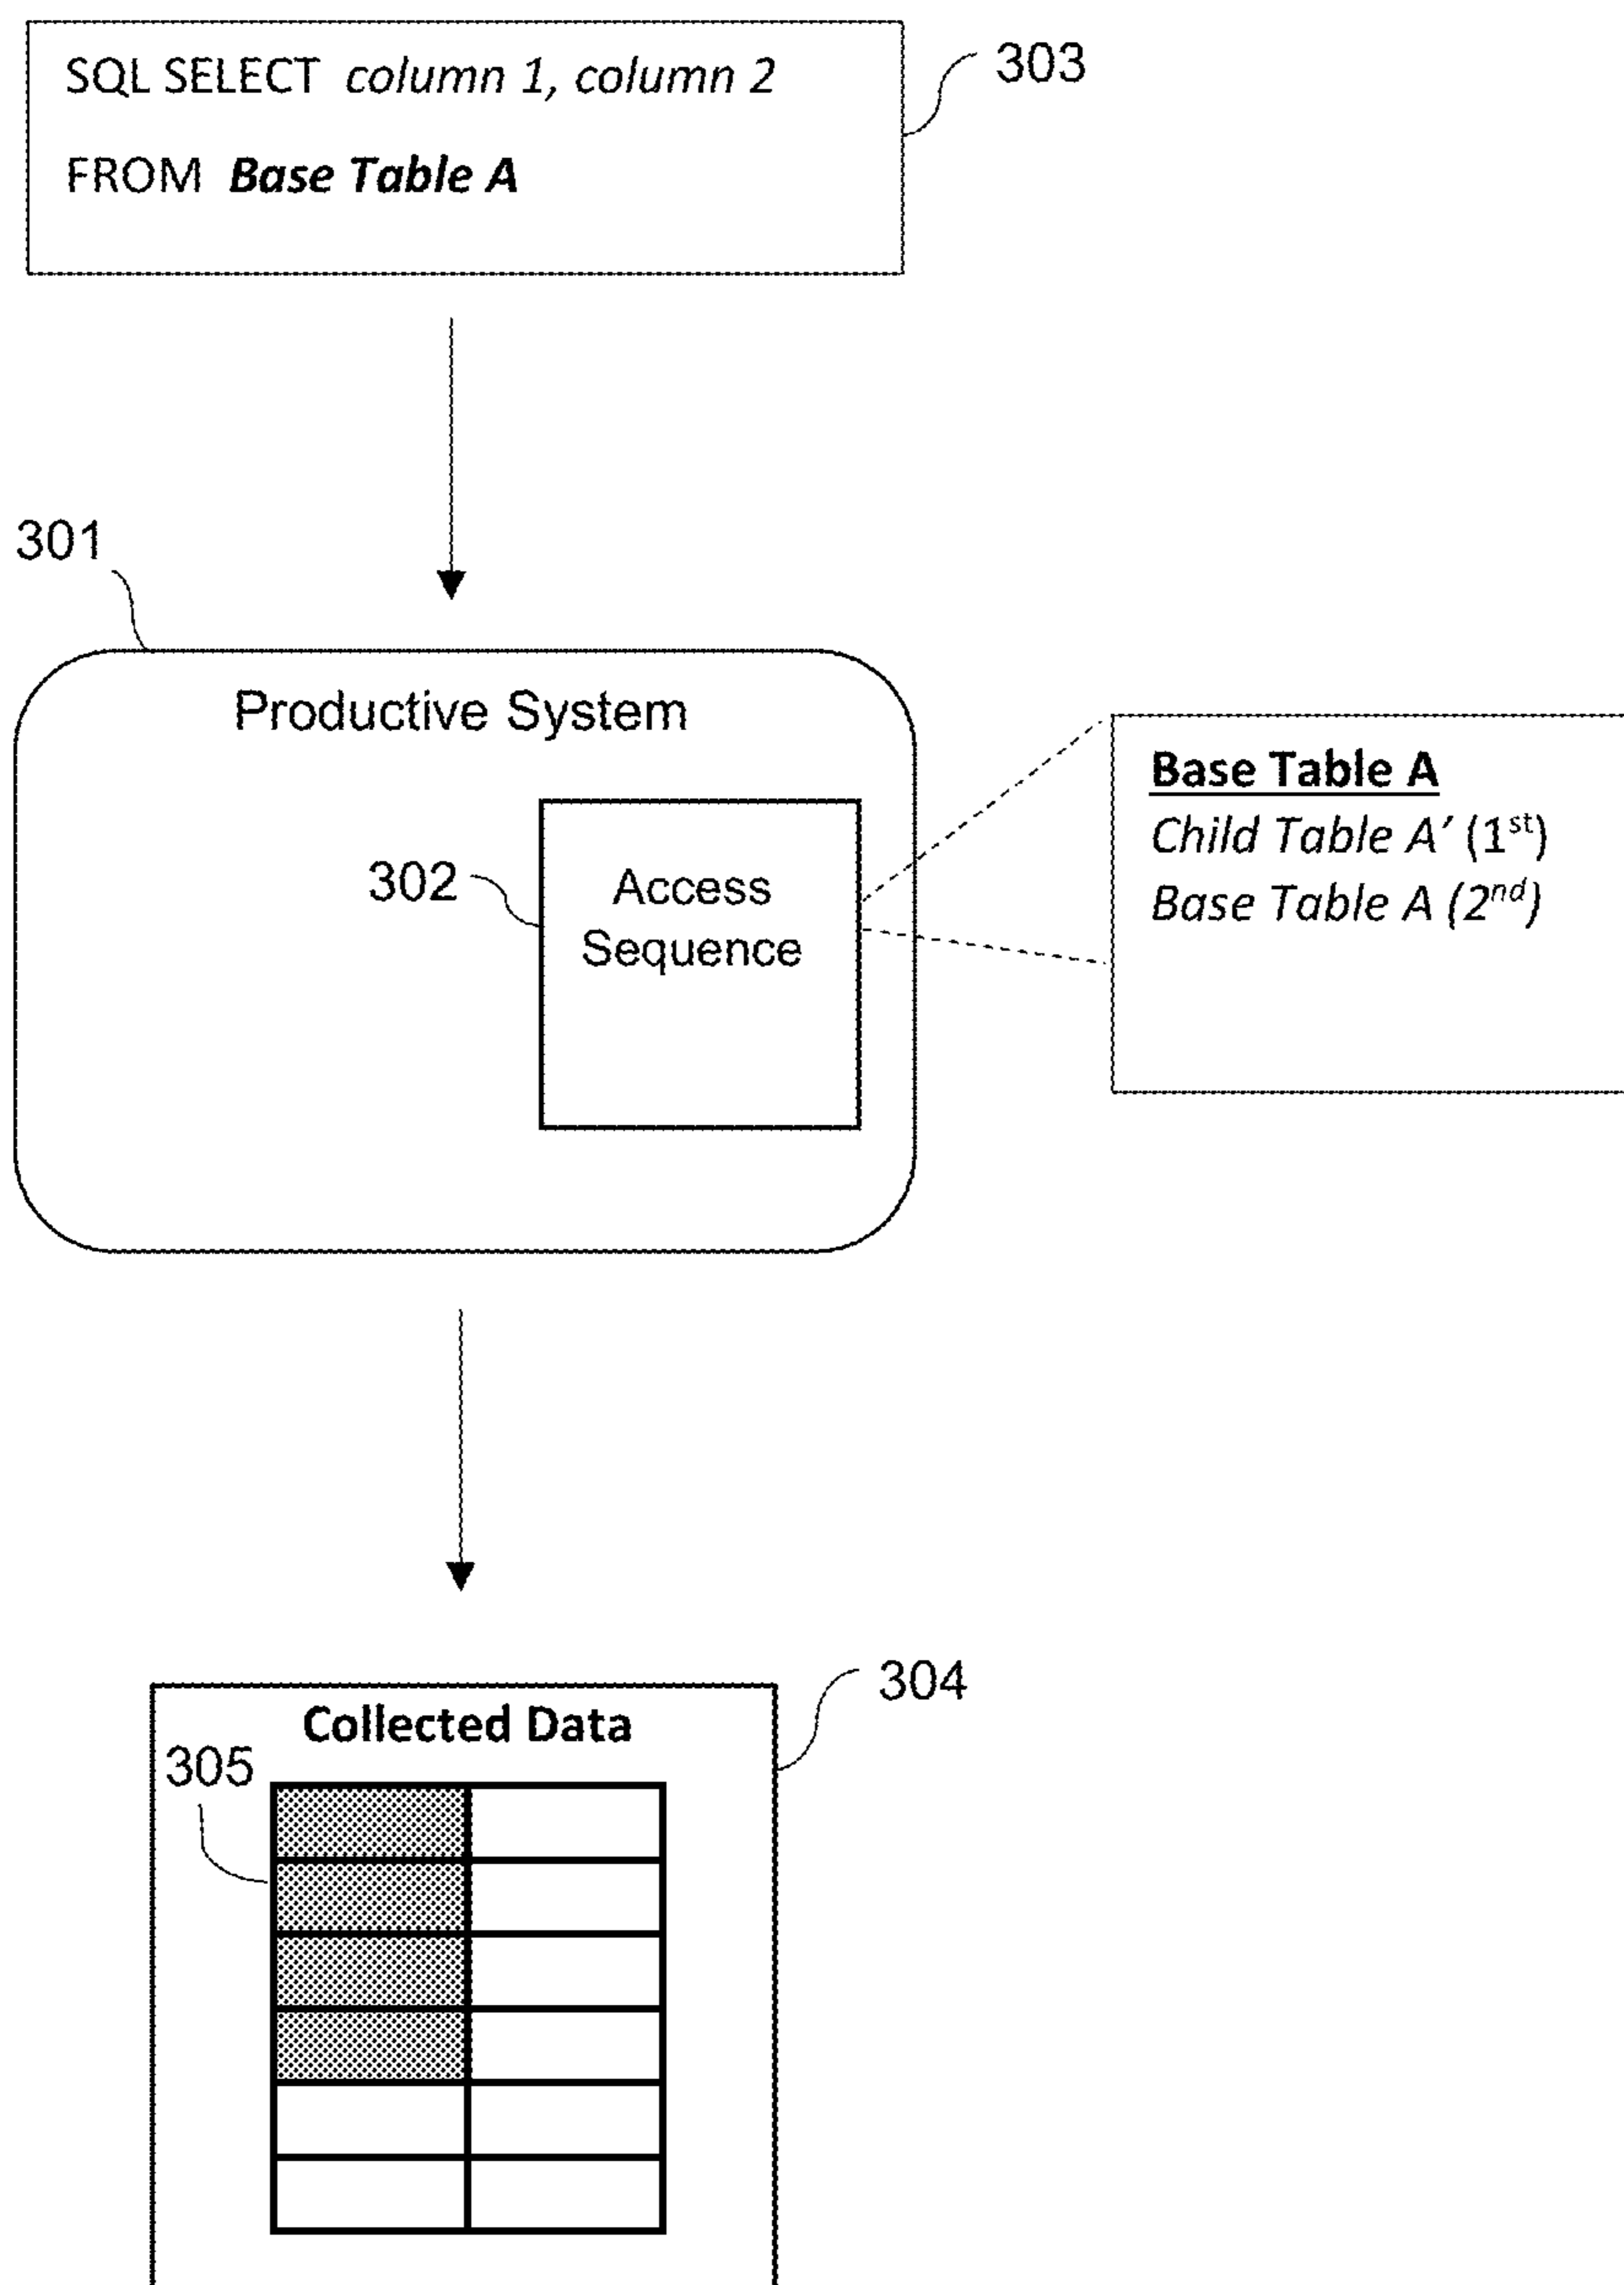 SQL SELECT column 1, column 2
303
FROM Base Table A
301
Productive System
Base Table A
Child Table A’ (1st)
302
Access
Base Table A (2nd)
Sequence
304
Collected Data
305